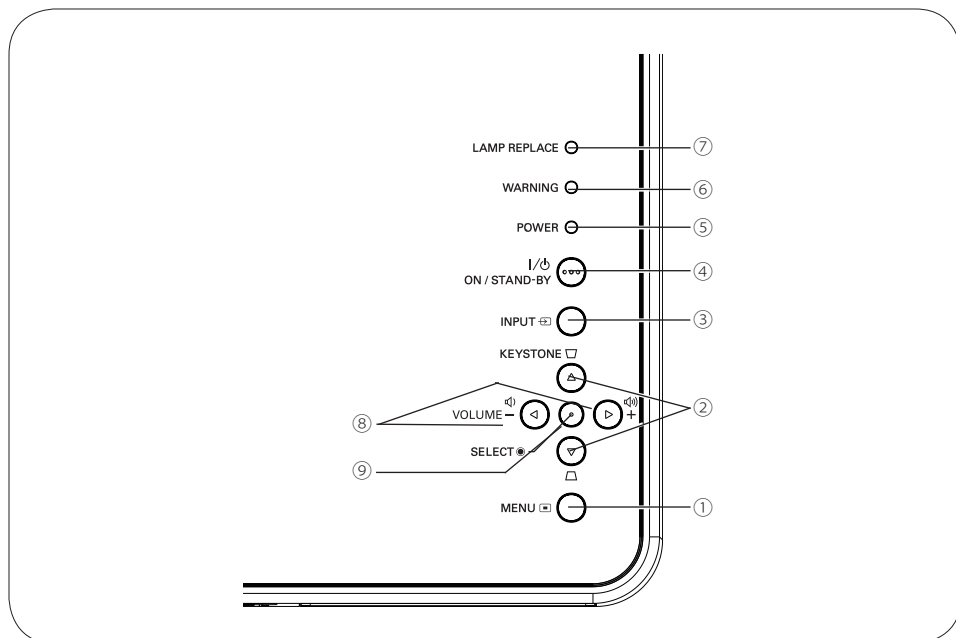 LAMP REPLACE ⑦
WARNING ⑥
POWER ⑤
I/⏻
ON / STAND-BY ④
INPUT ③
KEYSTONE
②
⑧ VOLUME − +
SELECT
⑨
MENU ①